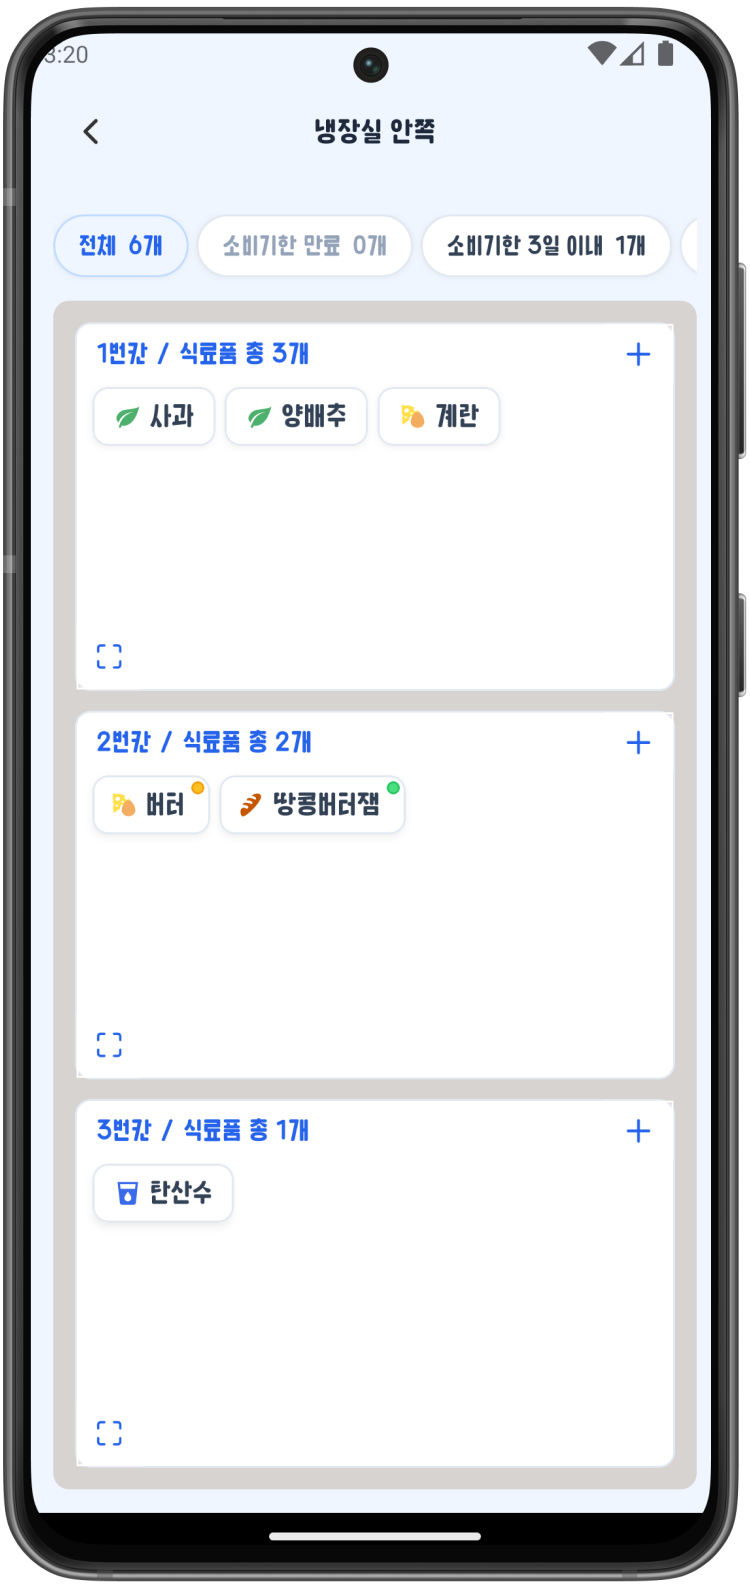 3:20
냉장실 안쪽
전체 6개 소비기한 만료 0개 소비기한 3일 이내 1개
1번칸 / 식료품 총 3개
사과 양배추 계란
2번칸 / 식료품 총 2개
버터 땅콩버터잼
3번칸 / 식료품 총 1개
탄산수